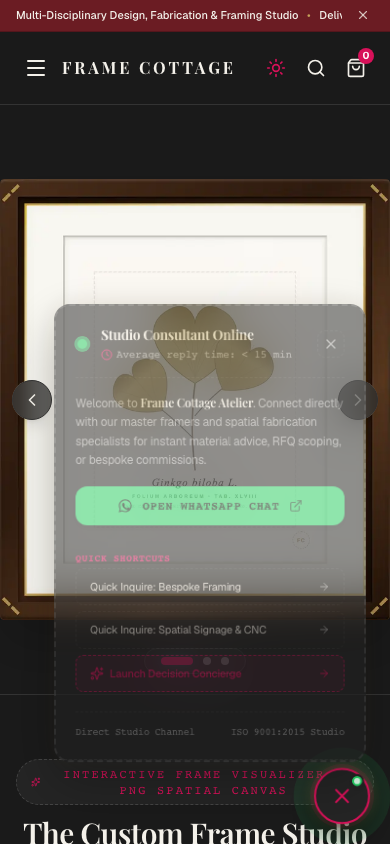 Multi-Disciplinary Design, Fabrication & Framing Studio • Deliv
FRAME COTTAGE
0
Studio Consultant Online
Average reply time: < 15 min
Welcome to Frame Cottage Atelier. Connect directly
with our master framers and spatial fabrication
specialists for instant material advice, RFQ scoping,
or bespoke commissions.
Ginkgo biloba L.
FOLIUM ARBOREUM · TAB. XLVIII
OPEN WHATSAPP CHAT
QUICK SHORTCUTS
Quick Inquire: Bespoke Framing
Quick Inquire: Spatial Signage & CNC
Launch Decision Concierge
Direct Studio Channel
ISO 9001:2015 Studio
INTERACTIVE FRAME VISUALIZER
PNG SPATIAL CANVAS
The Custom Frame Studio